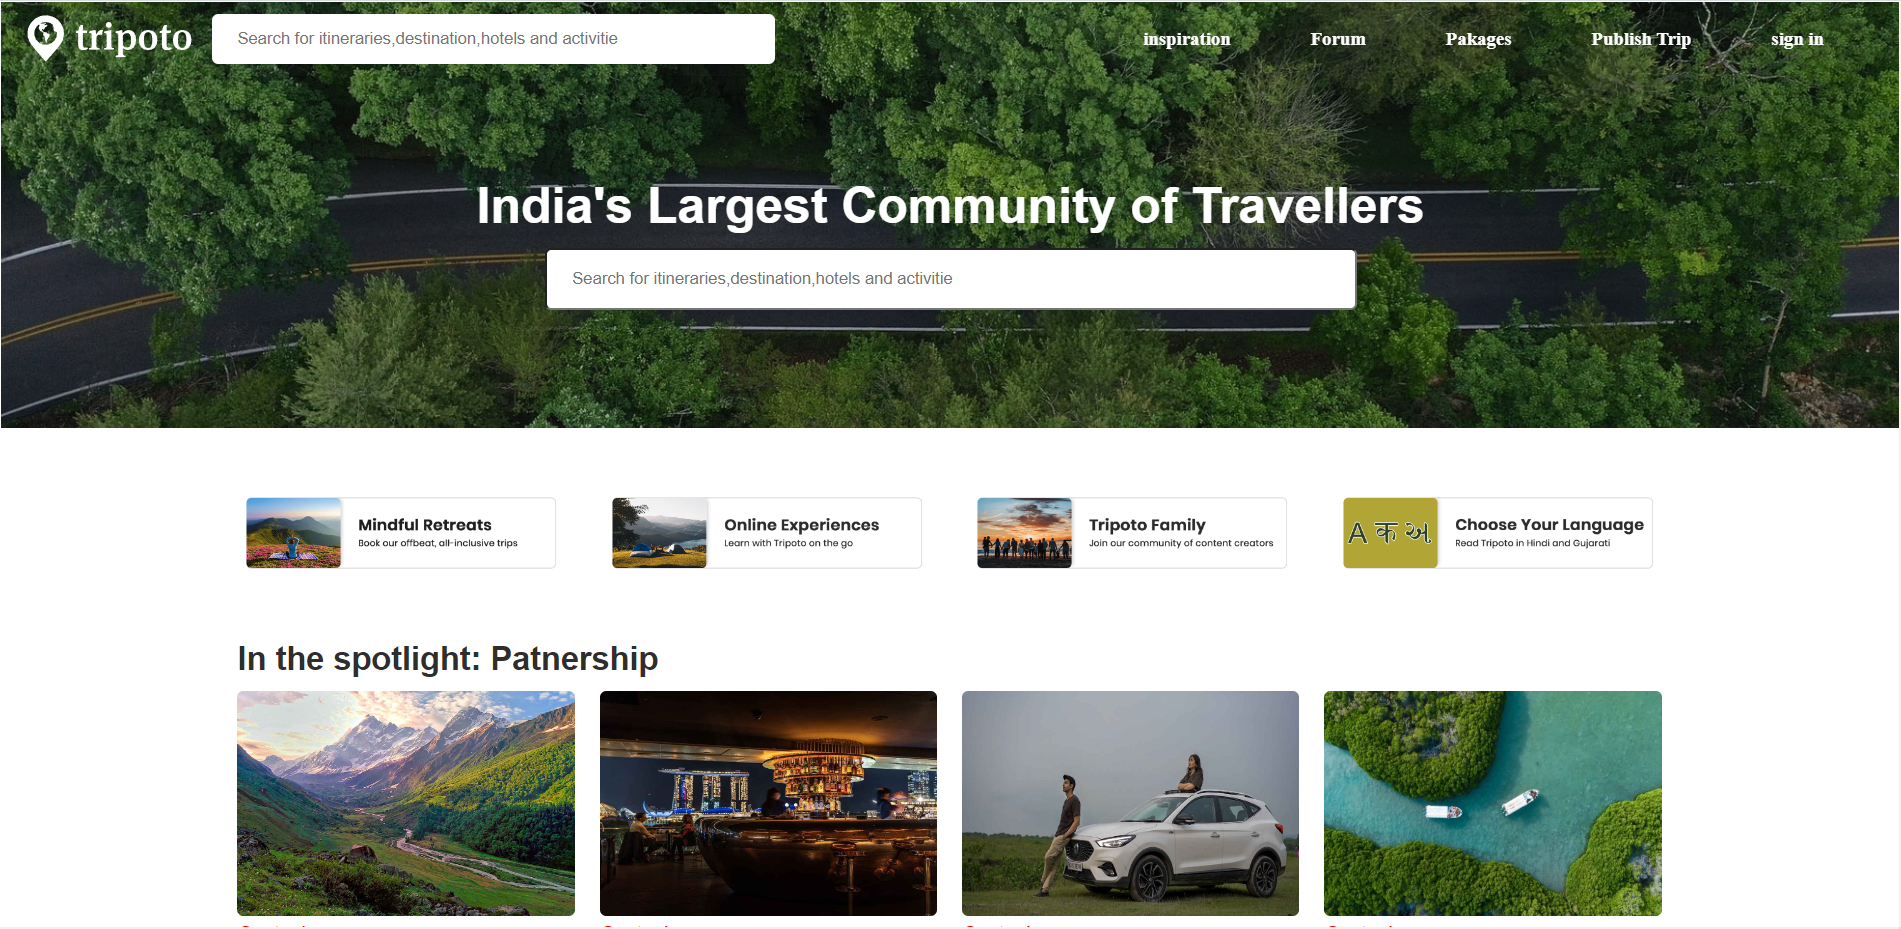 tripoto
Search for itineraries,destination,hotels and activitie
inspiration
Forum
Pakages
Publish Trip
sign in
India's Largest Community of Travellers
Search for itineraries,destination,hotels and activitie
Mindful Retreats
Book our offbeat, all-inclusive trips
Online Experiences
Learn with Tripoto on the go
Tripoto Family
Join our community of content creators
A क અ
Choose Your Language
Read Tripoto in Hindi and Gujarati
In the spotlight: Patnership